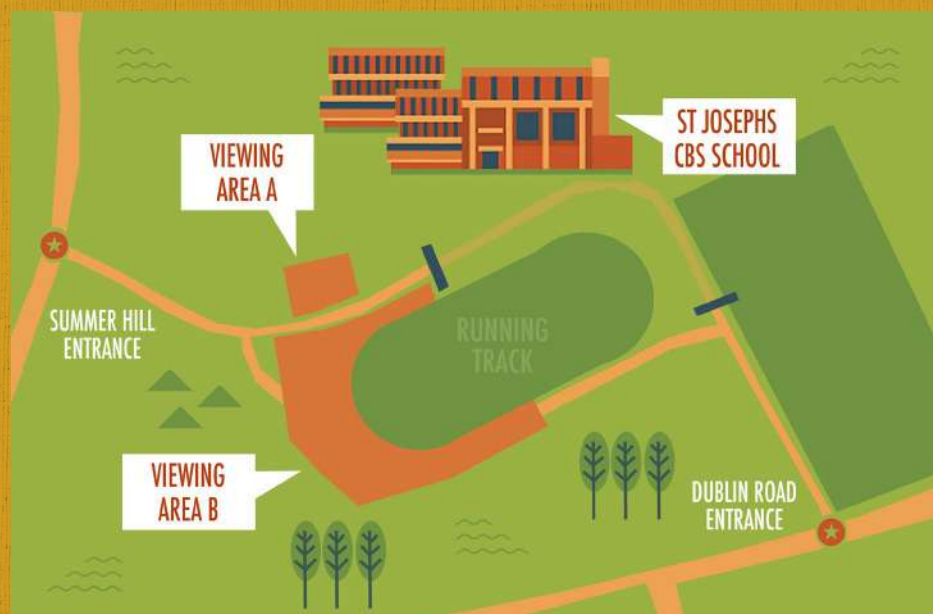 ST JOSEPHS
CBS SCHOOL
VIEWING
AREA A
SUMMER HILL
ENTRANCE
RUNNING
TRACK
VIEWING
AREA B
DUBLIN ROAD
ENTRANCE